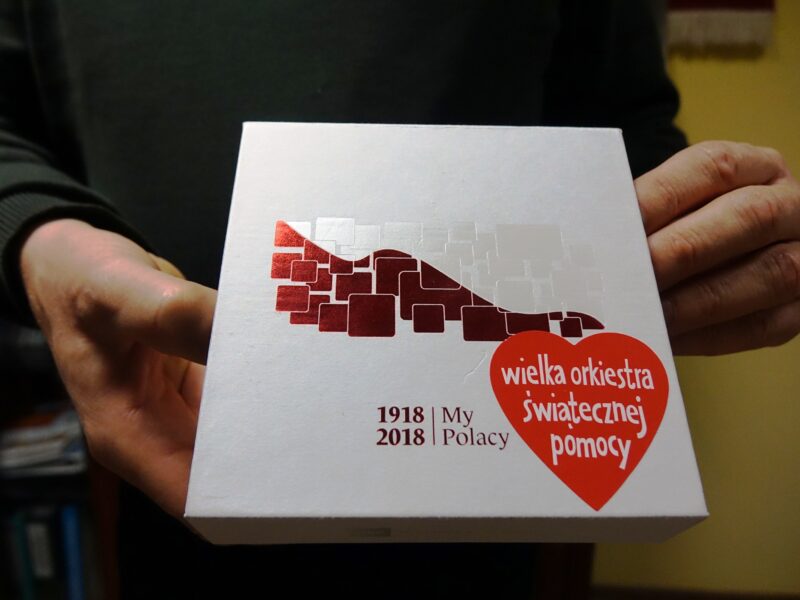 1918 | My
2018 | Polacy
wielka orkiestra
świątecznej
pomocy